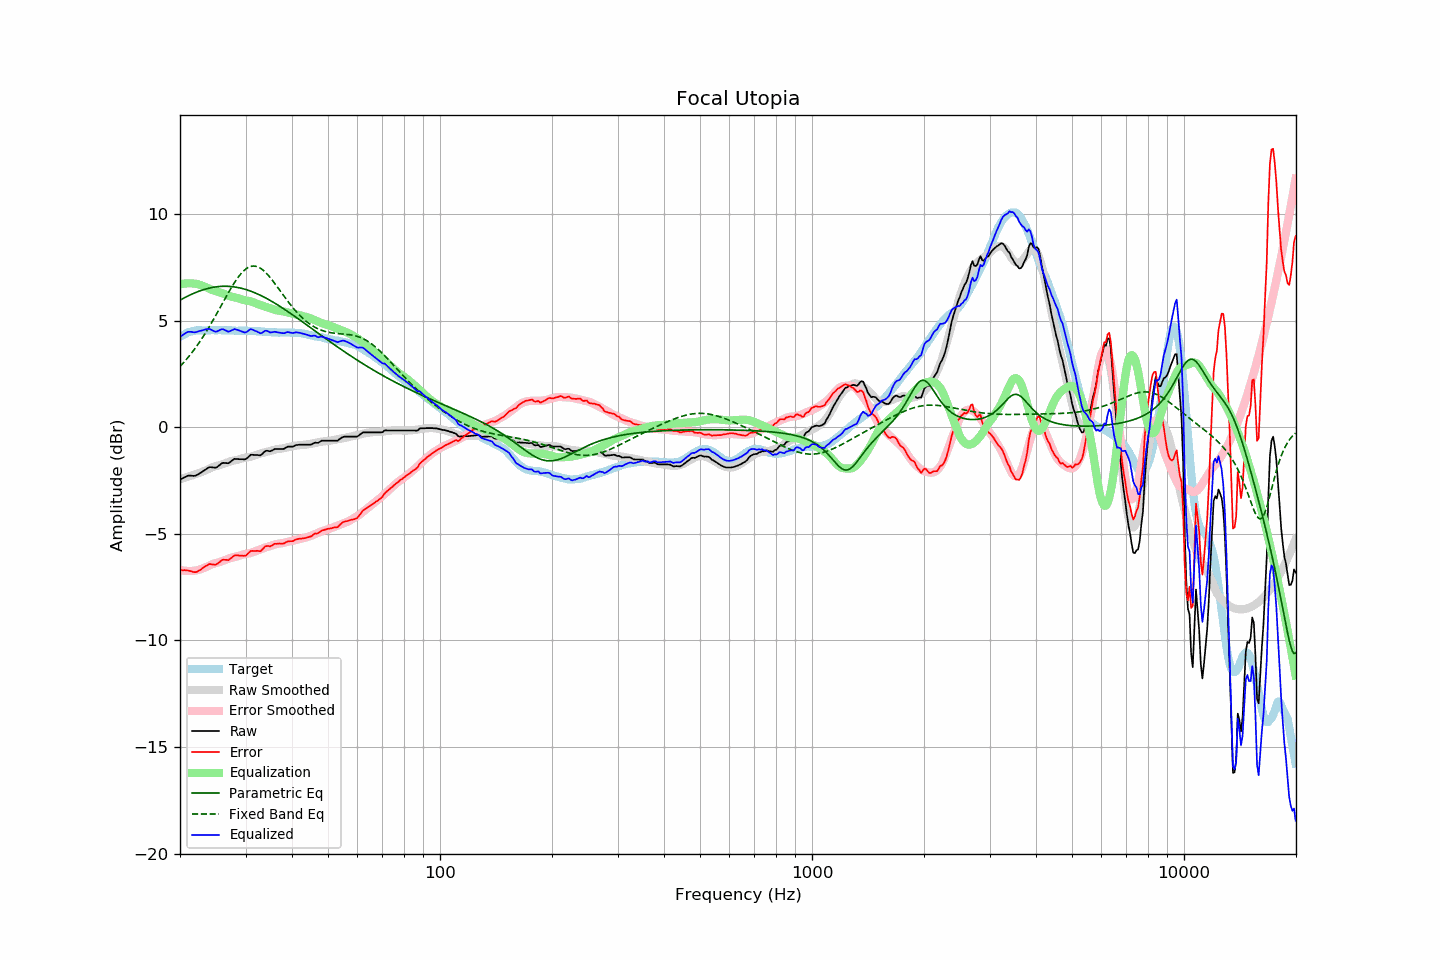 Focal Utopia
Amplitude (dBr)
10
5
0
−5
−10
−15
−20
Target
Raw Smoothed
Error Smoothed
Raw
Error
Equalization
Parametric Eq
Fixed Band Eq
Equalized
100
1000
10000
Frequency (Hz)